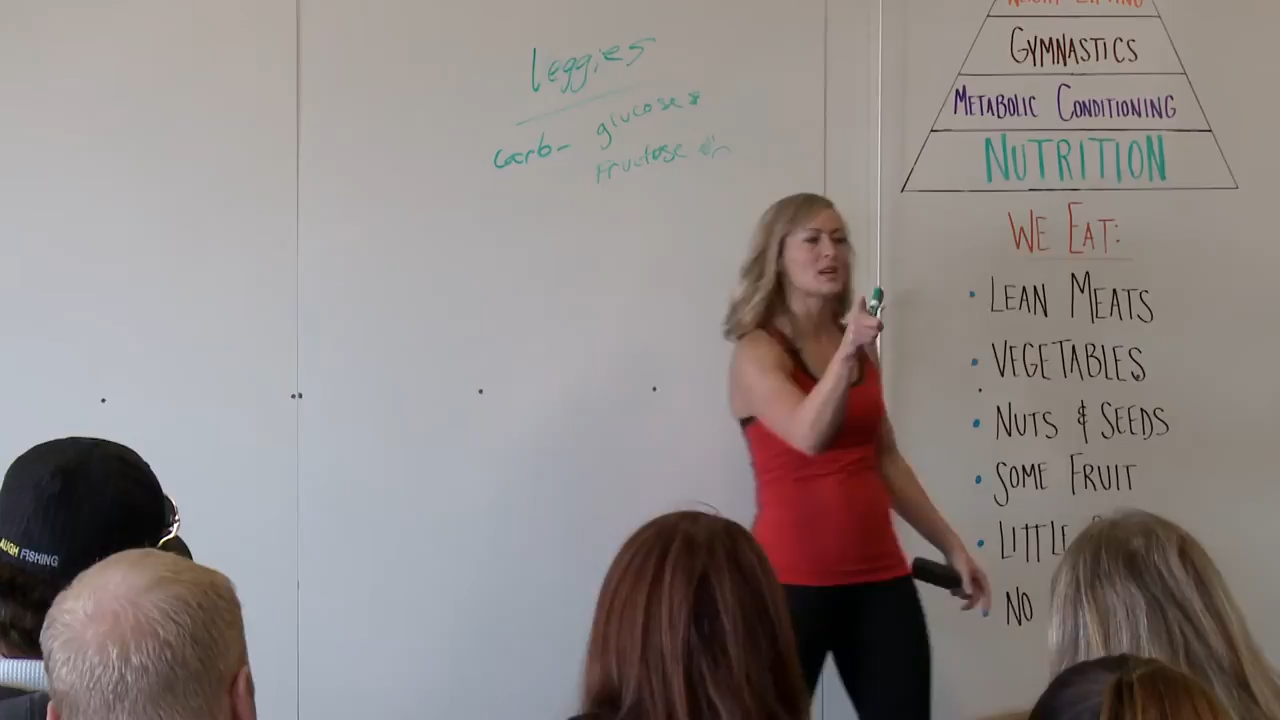 leggies
carb- glucose
Fructose
GYMNASTICS
METABOLIC CONDITIONING
NUTRITION
WE EAT:
• LEAN MEATS
• VEGETABLES
• NUTS & SEEDS
• SOME FRUIT
• LITTLE
• NO
AUGH FISHING